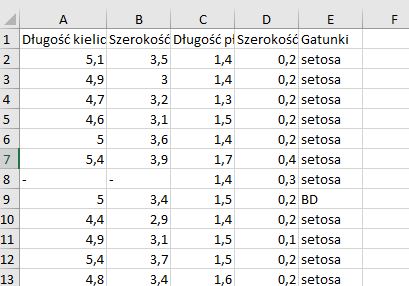 A B C D E F
1 Długość kielic Szerokość Długość pł Szerokość Gatunki
2 5,1 3,5 1,4 0,2 setosa
3 4,9 3 1,4 0,2 setosa
4 4,7 3,2 1,3 0,2 setosa
5 4,6 3,1 1,5 0,2 setosa
6 5 3,6 1,4 0,2 setosa
7 5,4 3,9 1,7 0,4 setosa
8 - - 1,4 0,3 setosa
9 5 3,4 1,5 0,2 BD
10 4,4 2,9 1,4 0,2 setosa
11 4,9 3,1 1,5 0,1 setosa
12 5,4 3,7 1,5 0,2 setosa
13 4,8 3,4 1,6 0,2 setosa